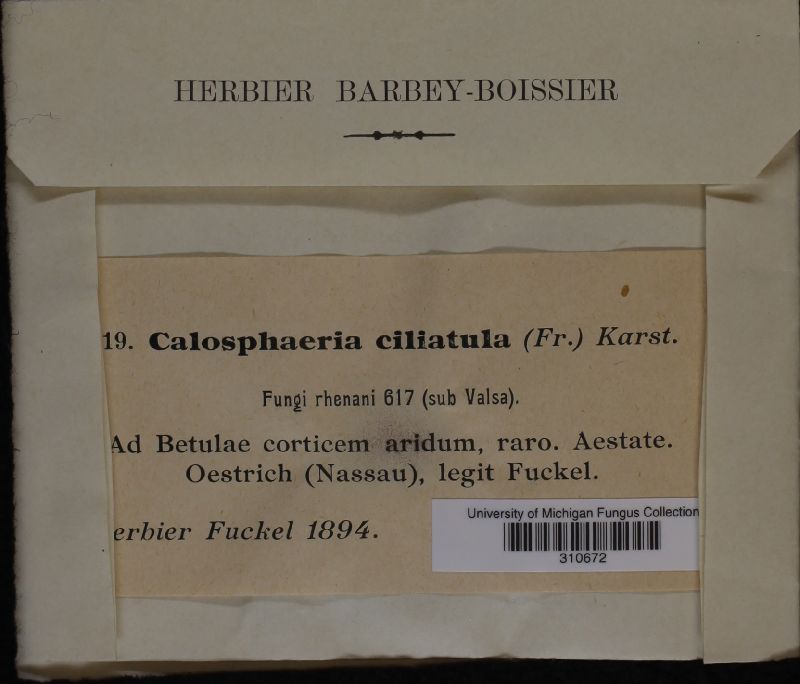 HERBIER BARBEY-BOISSIER
19. Calosphaeria ciliatula (Fr.) Karst.
Fungi rhenani 617 (sub Valsa).
Ad Betulae corticem aridum, raro. Aestate.
Oestrich (Nassau), legit Fuckel.
erbier Fuckel 1894.
University of Michigan Fungus Collection
310672